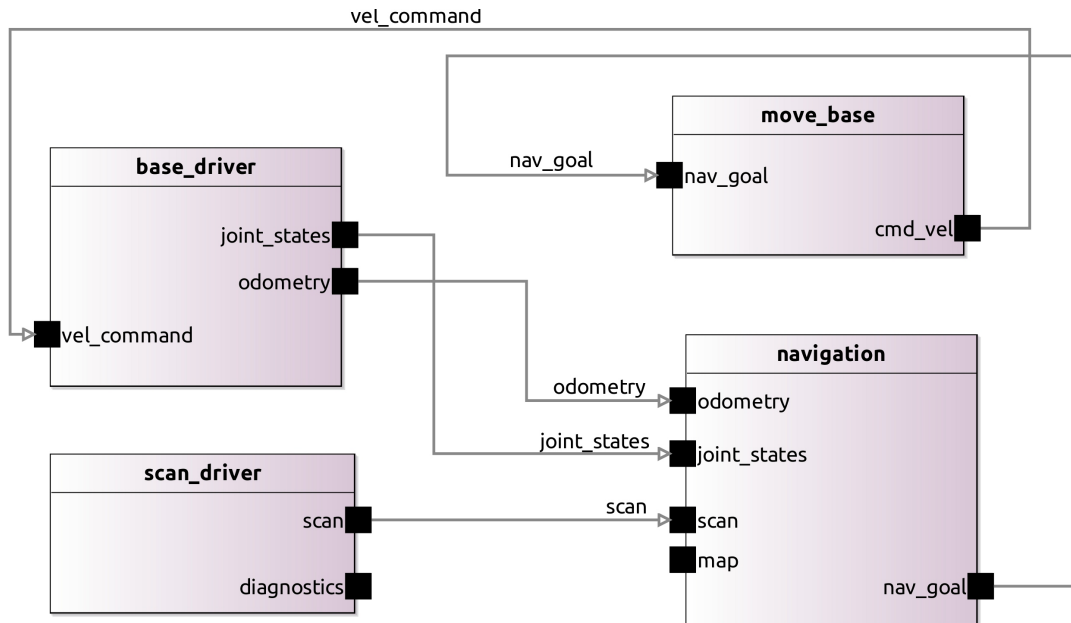 vel_command
move_base
nav_goal
nav_goal
cmd_vel
base_driver
joint_states
odometry
vel_command
navigation
odometry
odometry
joint_states
joint_states
scan_driver
scan
scan
scan
map
diagnostics
nav_goal